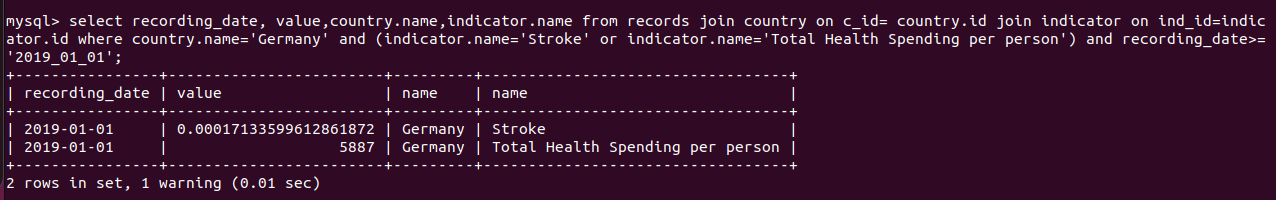 mysql> select recording_date, value,country.name,indicator.name from records join country on c_id= country.id join indicator on ind_id=indic
ator.id where country.name='Germany' and (indicator.name='Stroke' or indicator.name='Total Health Spending per person') and recording_date>=
'2019_01_01';
+----------------+------------------------+---------+----------------------------------+
| recording_date | value                  | name    | name                             |
+----------------+------------------------+---------+----------------------------------+
| 2019-01-01     | 0.00017133599612861872 | Germany | Stroke                           |
| 2019-01-01     |                   5887 | Germany | Total Health Spending per person |
+----------------+------------------------+---------+----------------------------------+
2 rows in set, 1 warning (0.01 sec)